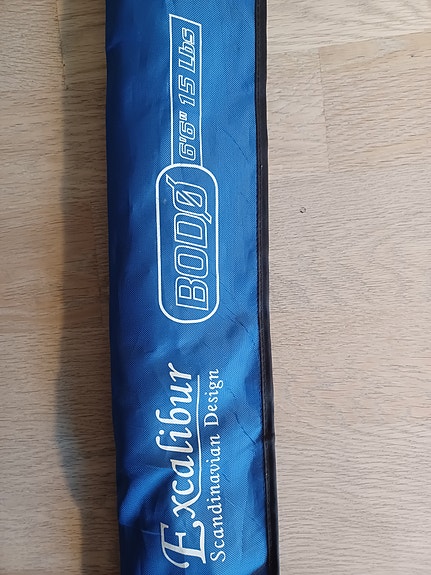 Excalibur
Scandinavian Design
BODØ
6'6" 15 Lbs